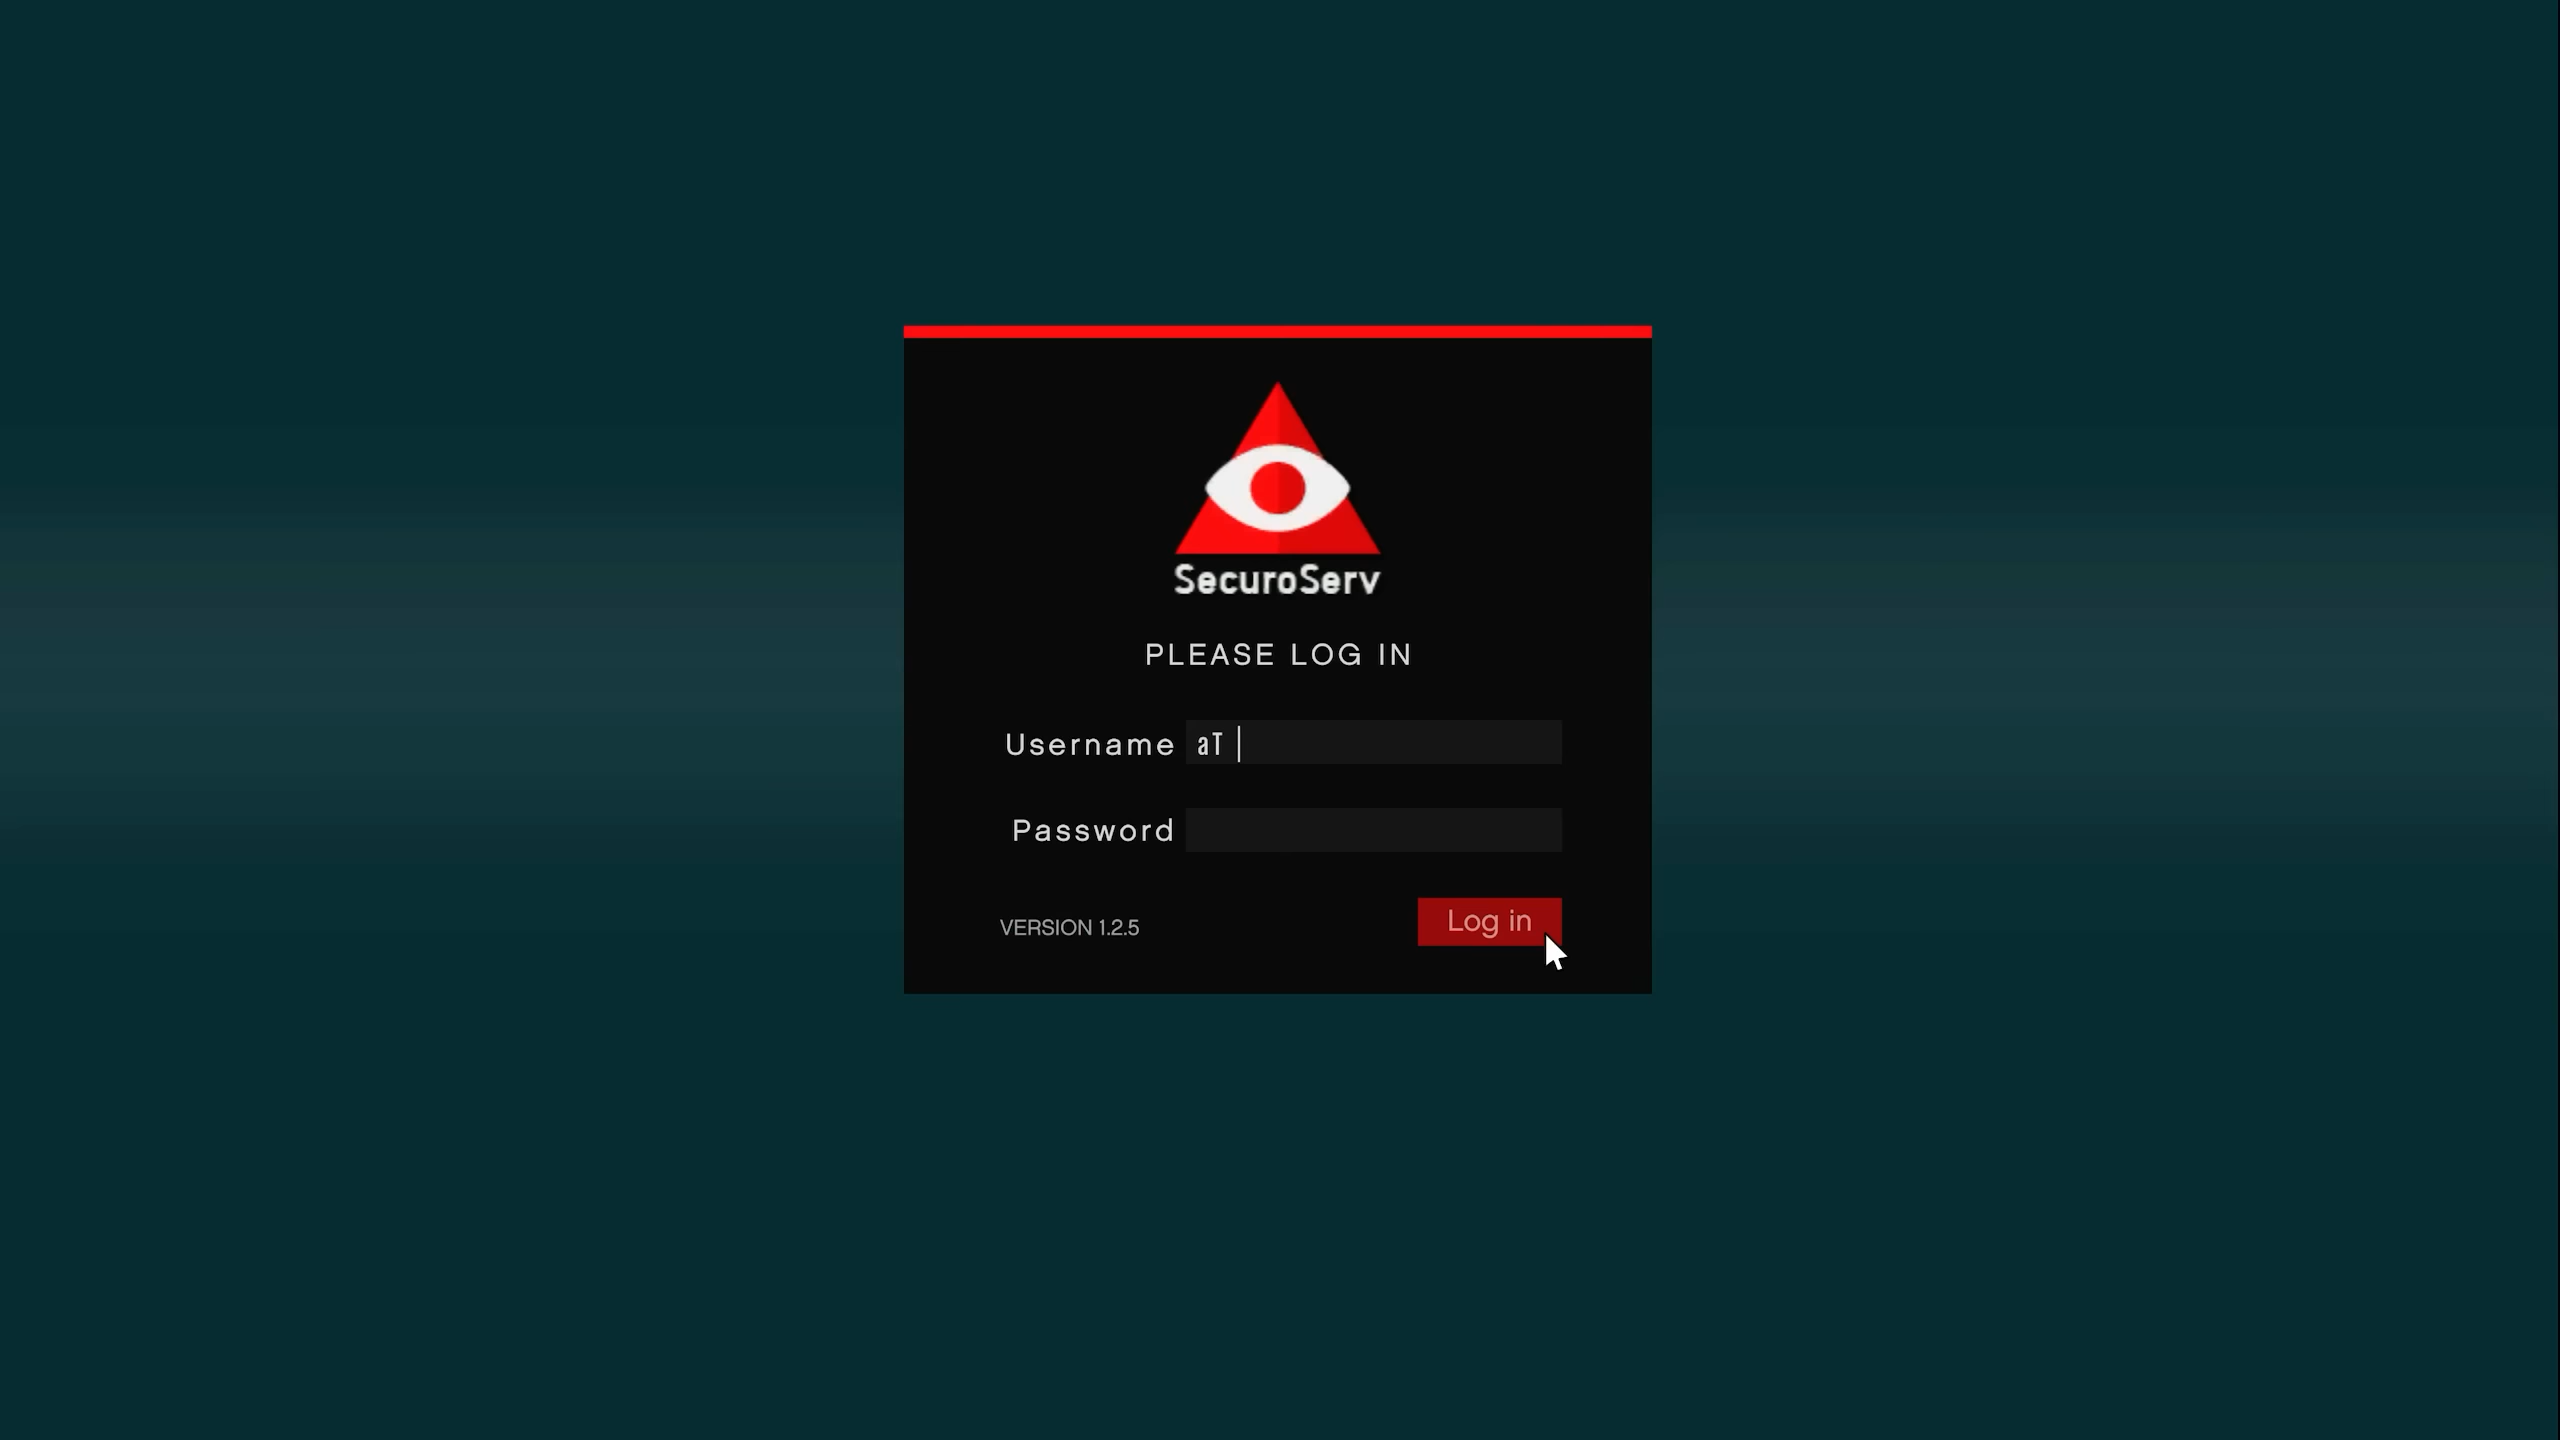 SecuroServ
PLEASE LOG IN
Username aT
Password
VERSION 1.2.5 Log in